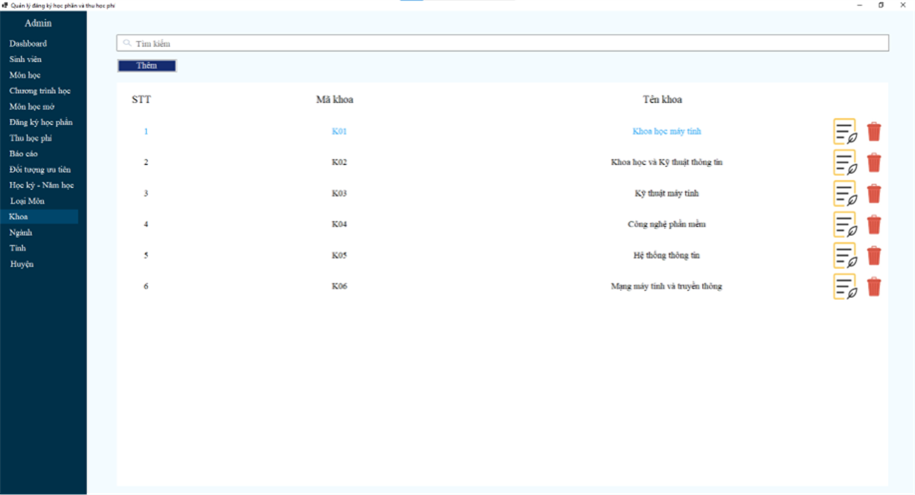 Quản lý đăng ký học phần và thu học phí
Admin
Dashboard
Sinh viên
Môn học
Chương trình học
Môn học mở
Đăng ký học phần
Thu học phí
Báo cáo
Đối tượng ưu tiên
Học kỳ - Năm học
Loại Môn
Khoa
Ngành
Tỉnh
Huyện
Tìm kiếm
Thêm
STT Mã khoa Tên khoa
1 K01 Khoa học máy tính
2 K02 Khoa học và Kỹ thuật thông tin
3 K03 Kỹ thuật máy tính
4 K04 Công nghệ phần mềm
5 K05 Hệ thống thông tin
6 K06 Mạng máy tính và truyền thông